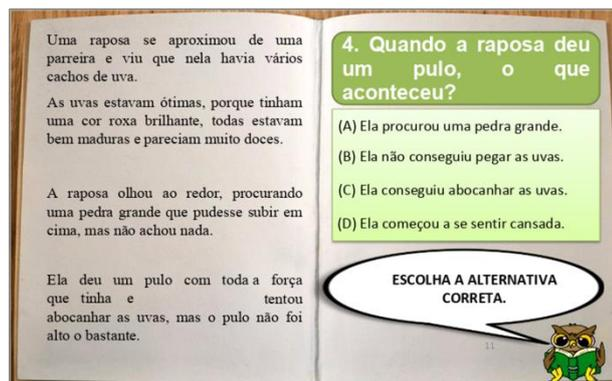 Uma raposa se aproximou de uma
parreira e viu que nela havia vários
cachos de uva.
As uvas estavam ótimas, porque tinham
uma cor roxa brilhante, todas estavam
bem maduras e pareciam muito doces.
A raposa olhou ao redor, procurando
uma pedra grande que pudesse subir em
cima, mas não achou nada.
Ela deu um pulo com toda a força
que tinha e tentou
abocanhar as uvas, mas o pulo não foi
alto o bastante.
4. Quando a raposa deu
um pulo, o que
aconteceu?
(A) Ela procurou uma pedra grande.
(B) Ela não conseguiu pegar as uvas.
(C) Ela conseguiu abocanhar as uvas.
(D) Ela começou a se sentir cansada.
ESCOLHA A ALTERNATIVA
CORRETA.
11